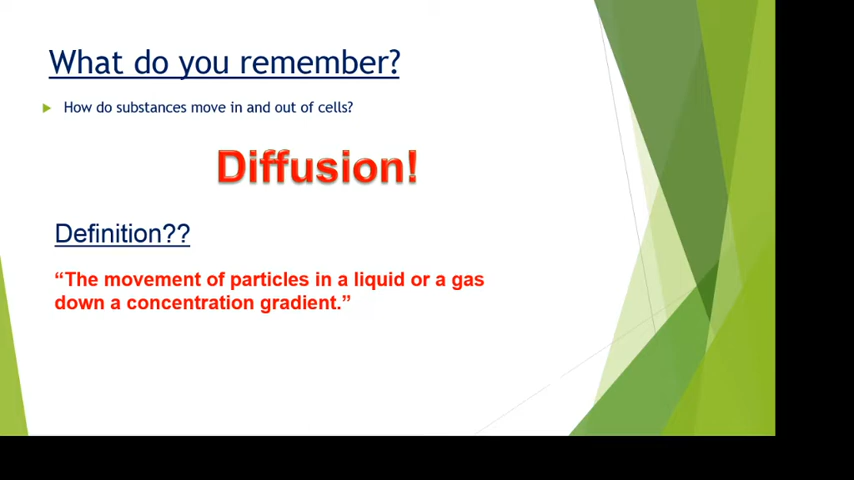 What do you remember?
How do substances move in and out of cells?
Diffusion!
Definition??
“The movement of particles in a liquid or a gas
down a concentration gradient.”